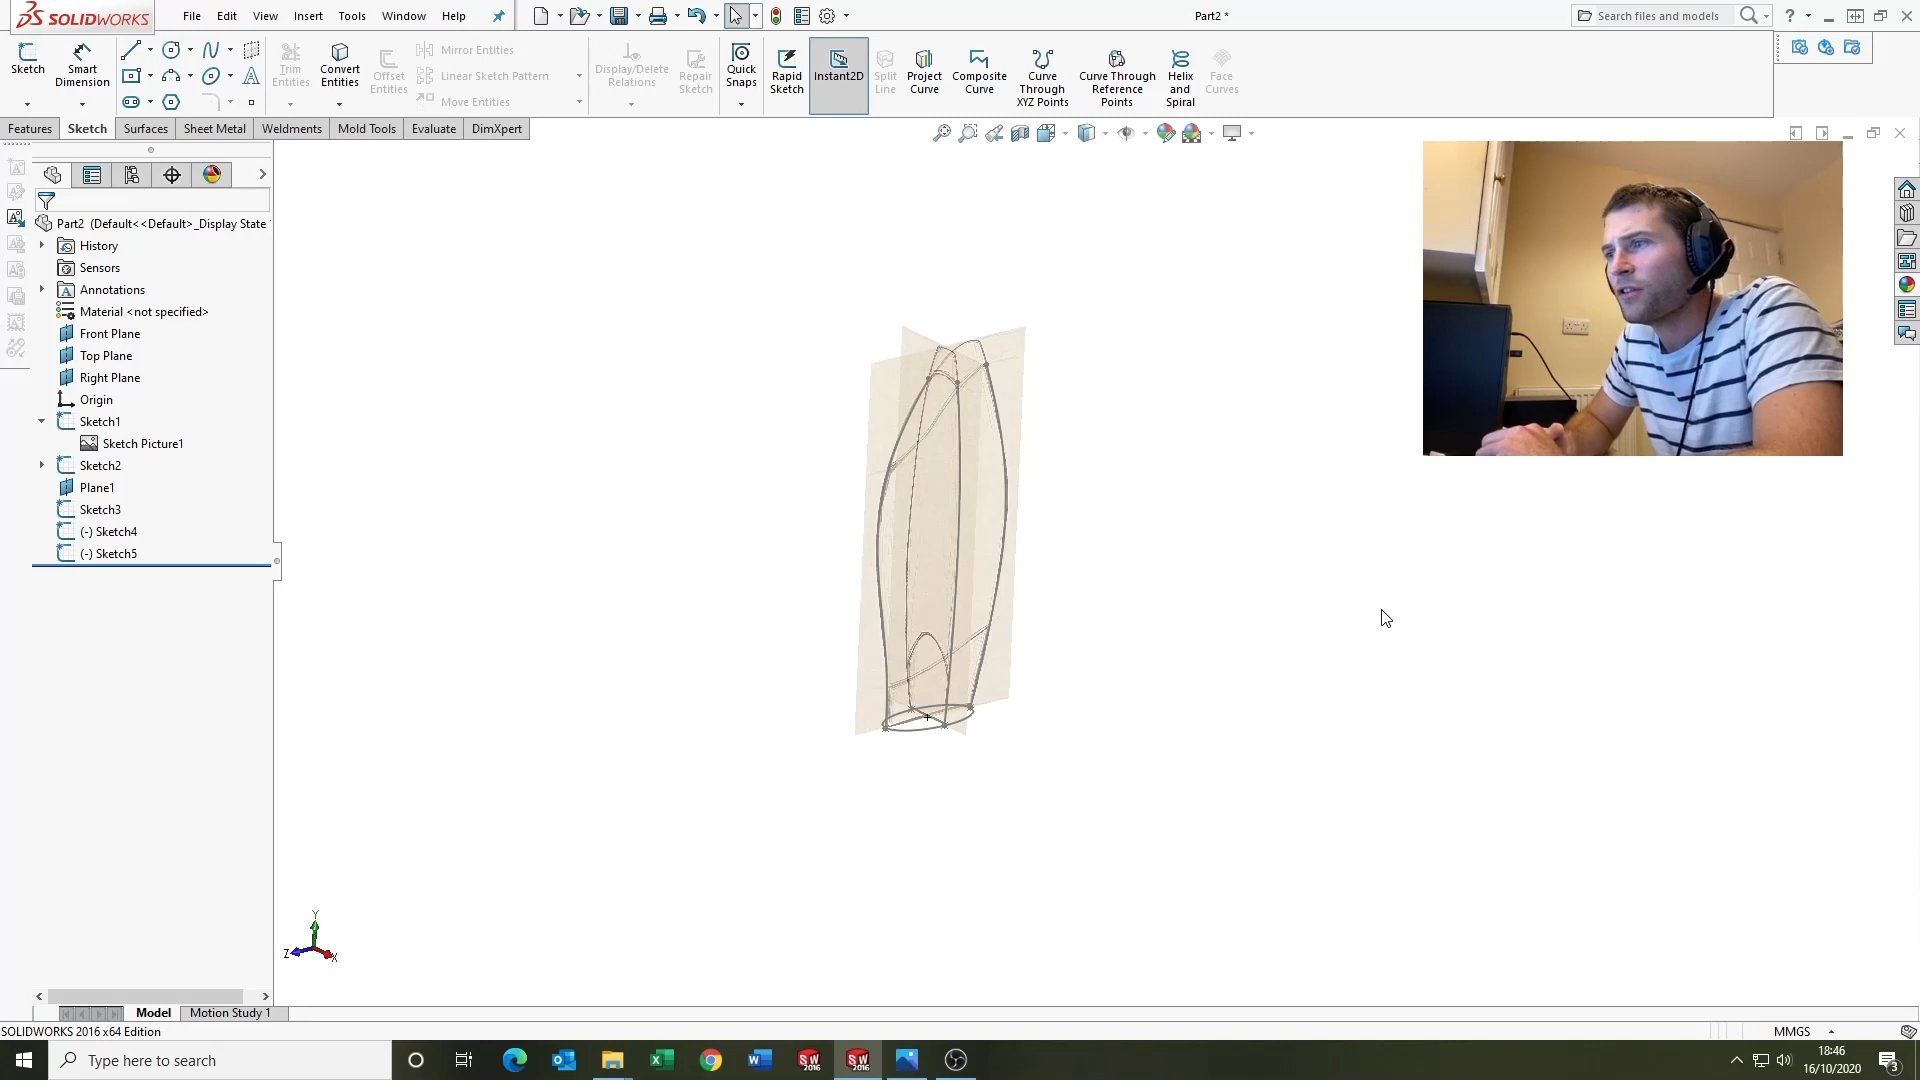 SOLIDWORKS File Edit View Insert Tools Window Help Part2 * Search files and models ?
Sketch Smart Dimension Trim Entities Convert Entities Offset Entities Mirror Entities Linear Sketch Pattern Move Entities Display/Delete Relations Repair Sketch Quick Snaps Rapid Sketch Instant2D Split Line Project Curve Composite Curve Curve Through XYZ Points Curve Through Reference Points Helix and Spiral Face Curves
Features Sketch Surfaces Sheet Metal Weldments Mold Tools Evaluate DimXpert
Part2 (Default<<Default>_Display State
History
Sensors
Annotations
Material <not specified>
Front Plane
Top Plane
Right Plane
Origin
Sketch1
Sketch Picture1
Sketch2
Plane1
Sketch3
(-) Sketch4
(-) Sketch5
Y
Z X
Model Motion Study 1
SOLIDWORKS 2016 x64 Edition MMGS
Type here to search 18:46
16/10/2020 3